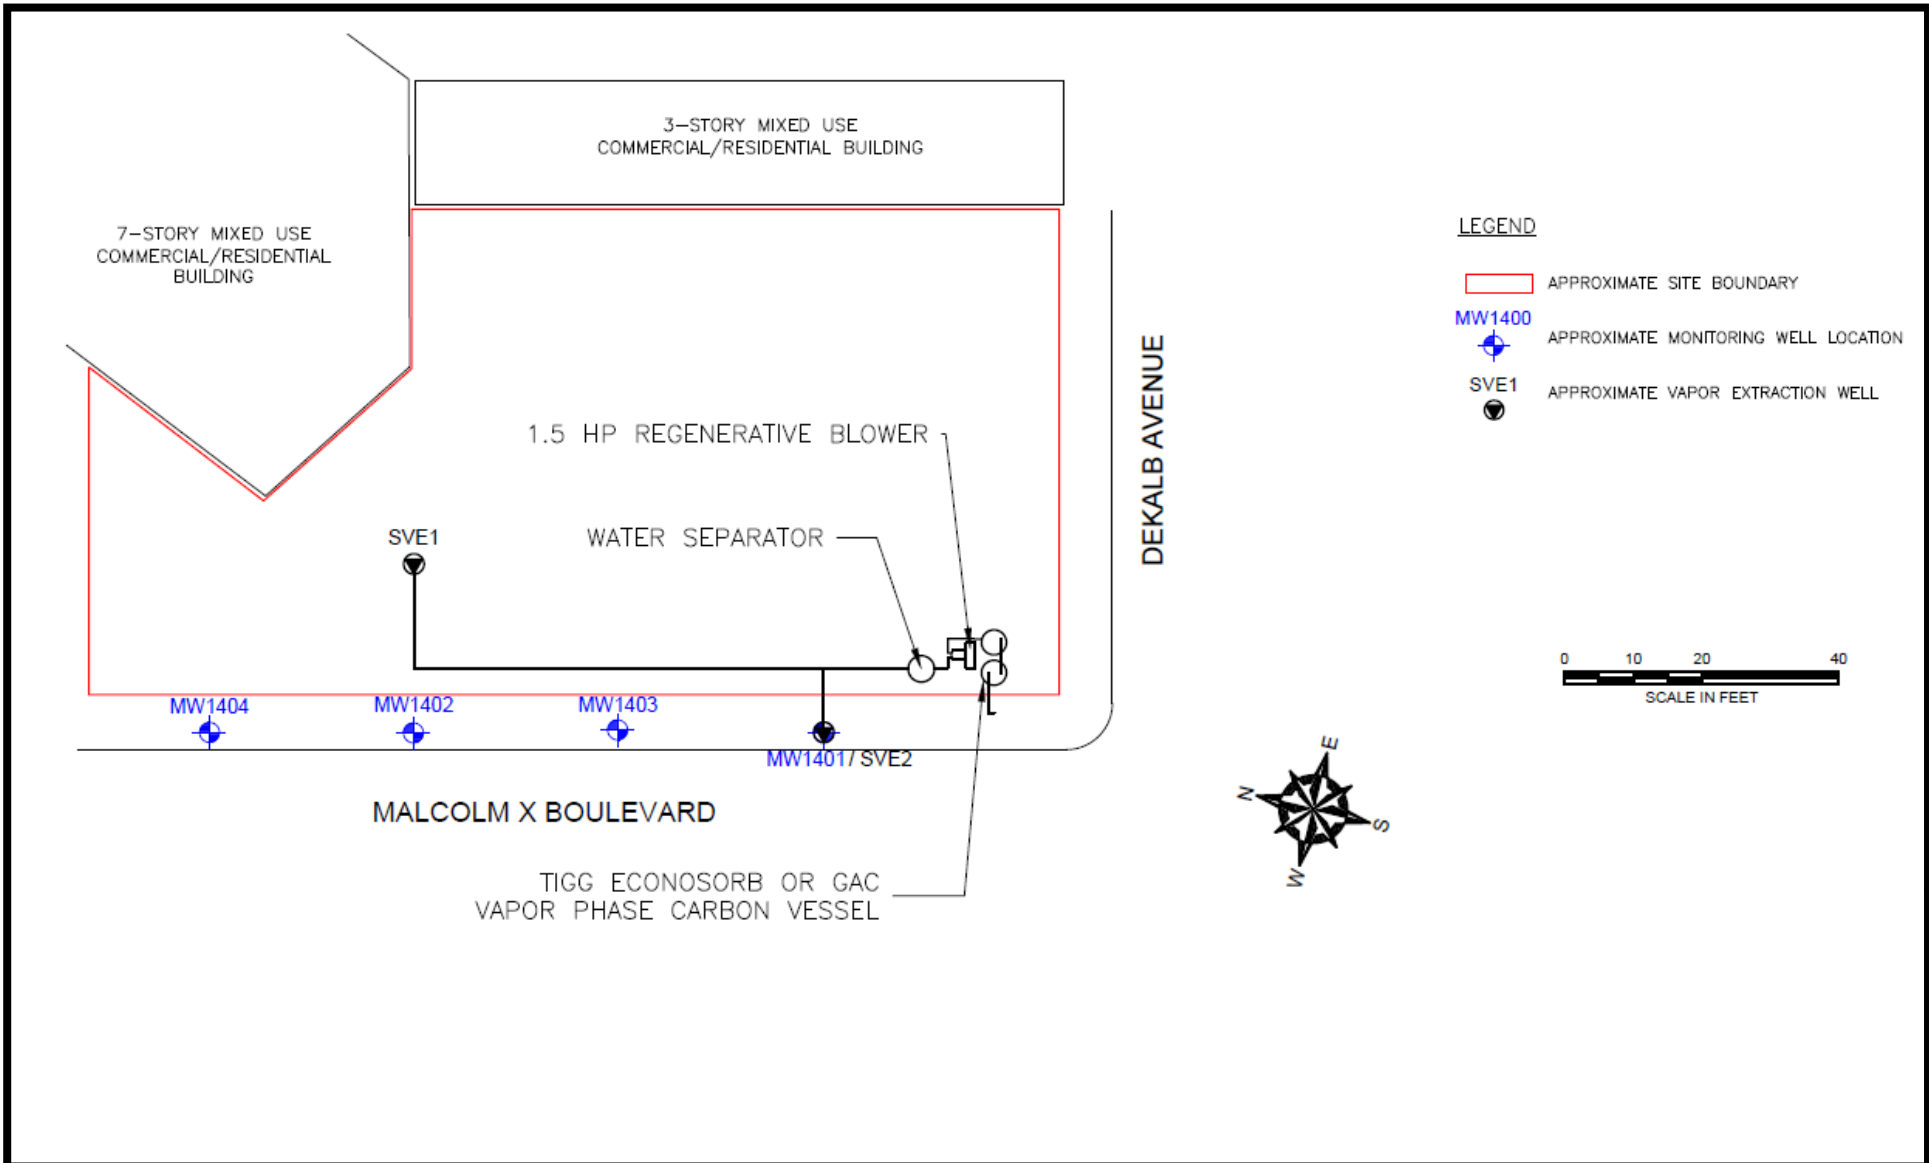 3-STORY MIXED USE
COMMERCIAL/RESIDENTIAL BUILDING
7-STORY MIXED USE
COMMERCIAL/RESIDENTIAL
BUILDING
LEGEND
APPROXIMATE SITE BOUNDARY
MW1400
APPROXIMATE MONITORING WELL LOCATION
SVE1
APPROXIMATE VAPOR EXTRACTION WELL
1.5 HP REGENERATIVE BLOWER
DEKALB AVENUE
SVE1
WATER SEPARATOR
0 10 20 40
SCALE IN FEET
MW1404
MW1402
MW1403
MW1401/ SVE2
MALCOLM X BOULEVARD
E
N
S
W
TIGG ECONOSORB OR GAC
VAPOR PHASE CARBON VESSEL